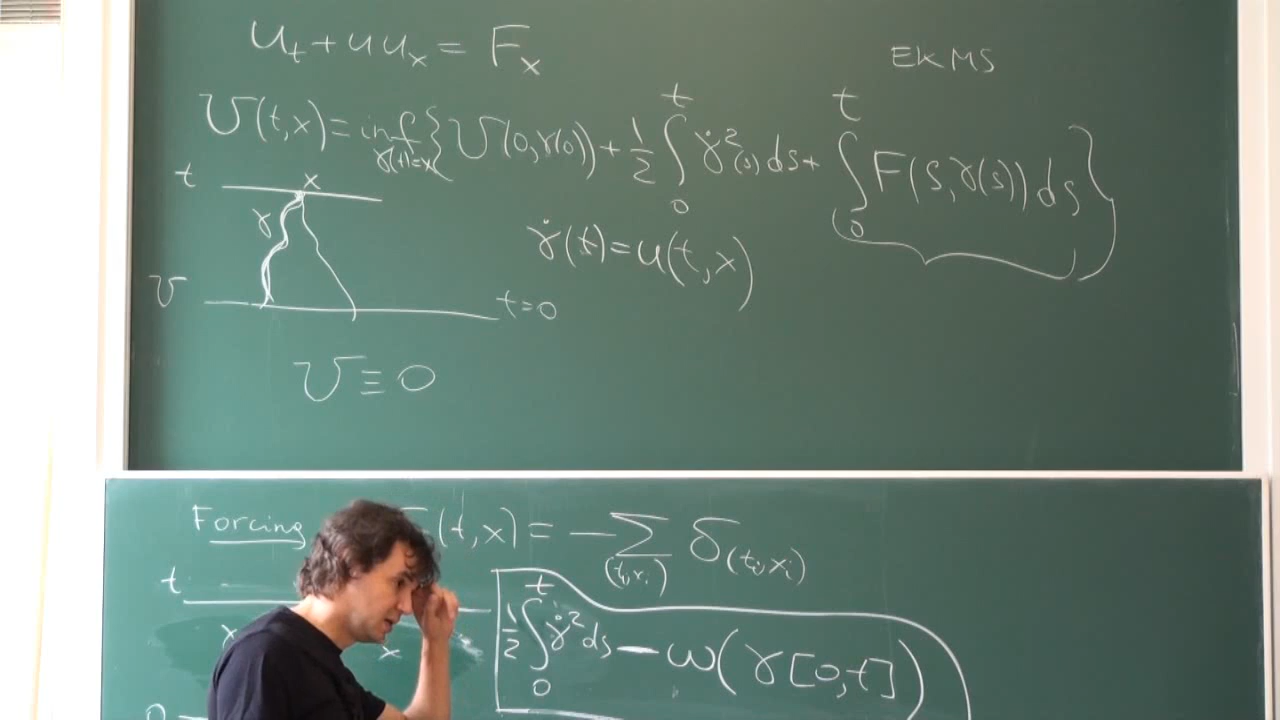 u_t + u u_x = F_x
EKMS
U(t,x) = inf_{γ(t)=x} { U(0,γ(0)) + 1/2 ∫_0^t γ̇²(s) ds + ∫_0^t F(s,γ(s)) ds }
t
x
γ
γ̇(t) = u(t,x)
U
t=0
U ≡ 0
Forcing
(t,x) = - ∑_{(t_i,x_i)} δ_{(t_i,x_i)}
t
x
x
1/2 ∫_0^t γ̇² ds - ω(γ[0,t])
0